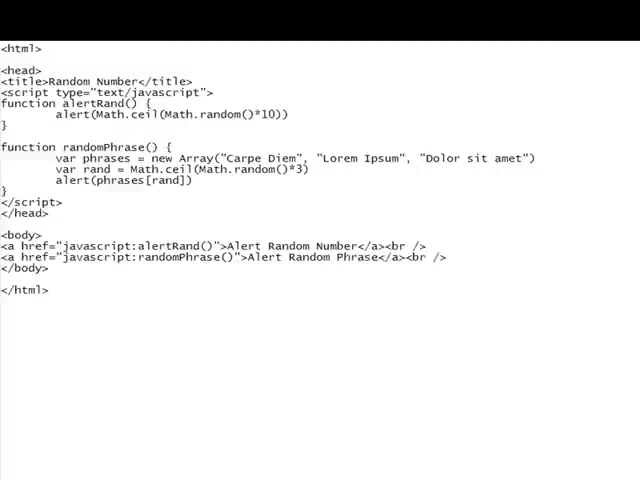 <html>
<head>
<title>Random Number</title>
<script type="text/javascript">
function alertRand() {
alert(Math.ceil(Math.random()*10))
}
function randomPhrase() {
var phrases = new Array("Carpe Diem", "Lorem Ipsum", "Dolor sit amet")
var rand = Math.ceil(Math.random()*3)
alert(phrases[rand])
}
</script>
</head>
<body>
<a href="javascript:alertRand()">Alert Random Number</a><br />
<a href="javascript:randomPhrase()">Alert Random Phrase</a><br />
</body>
</html>